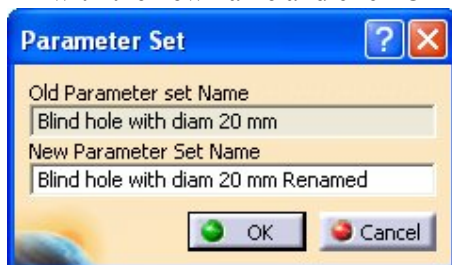 Parameter Set
Old Parameter set Name
Blind hole with diam 20 mm
New Parameter Set Name
Blind hole with diam 20 mm Renamed
OK Cancel